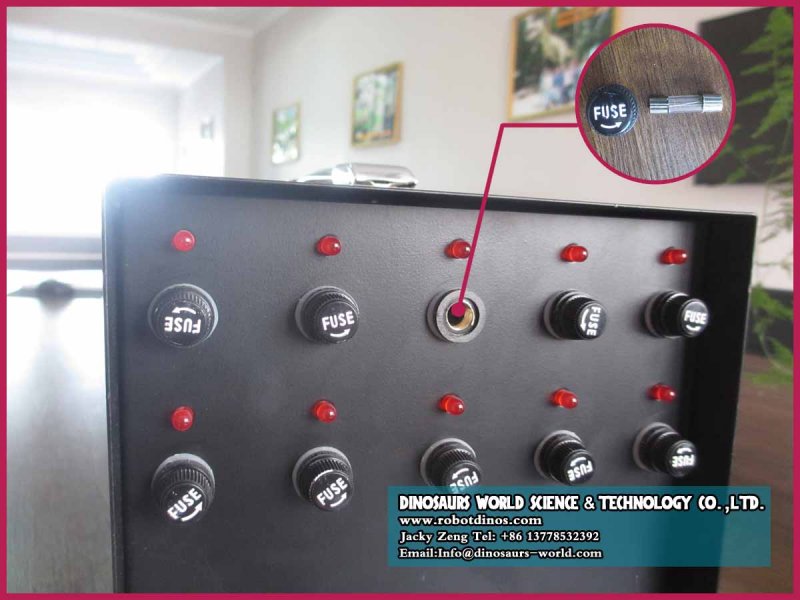 FUSE
FUSE
FUSE
FUSE
FUSE
FUSE
FUSE
FUSE
FUSE
FUSE
DINOSAURS WORLD SCIENCE & TECHNOLOGY CO.,LTD.
www.robotdinos.com
Jacky Zeng Tel: +86 13778532392
Email:Info@dinosaurs-world.com